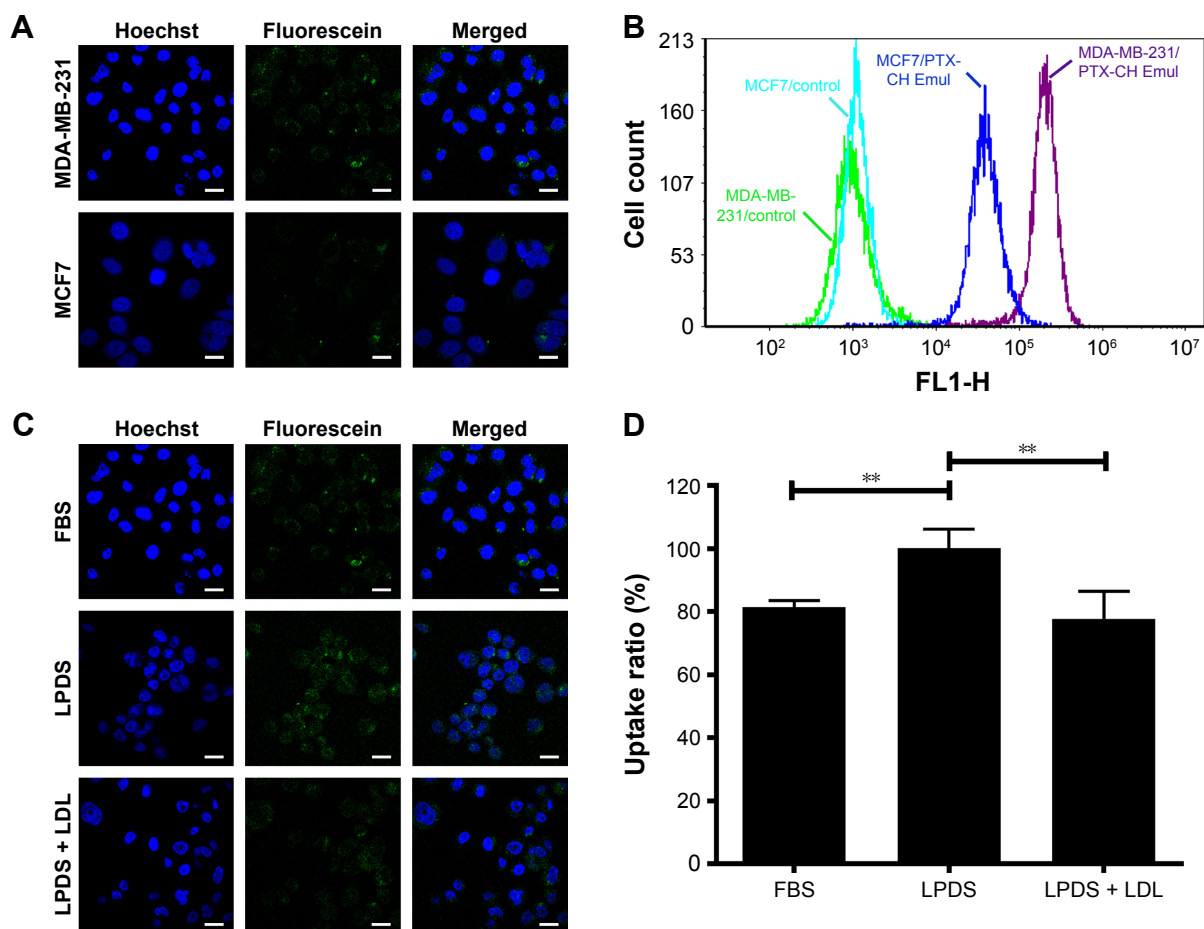 A
Hoechst
Fluorescein
Merged
MDA-MB-231
MCF7
B
Cell count
213
160
107
53
0
MCF7/control
MCF7/PTX-
CH Emul
MDA-MB-231/
PTX-CH Emul
MDA-MB-
231/control
10²
10³
10⁴
10⁵
10⁶
10⁷
FL1-H
C
Hoechst
Fluorescein
Merged
FBS
LPDS
LPDS + LDL
D
Uptake ratio (%)
**
**
120
100
80
60
40
20
0
FBS
LPDS
LPDS + LDL